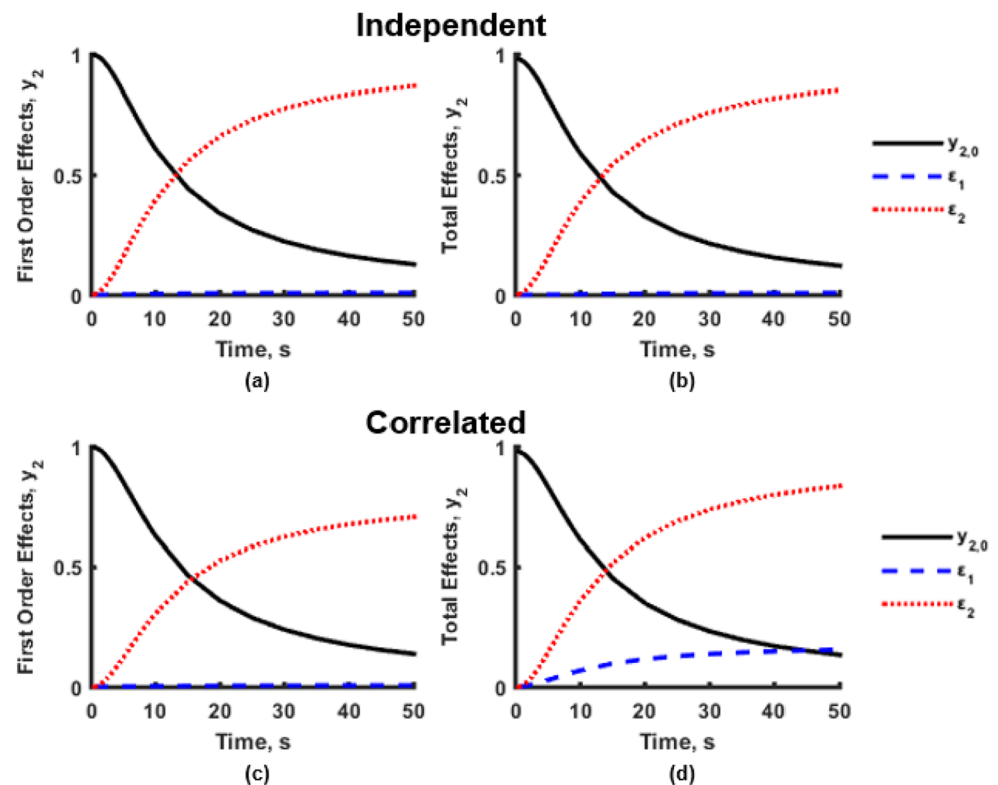 Independent
First Order Effects, y2
1
0.5
0
0 10 20 30 40 50
Time, s
(a)
Total Effects, y2
1
0.5
0
0 10 20 30 40 50
Time, s
(b)
y2,0
ε1
ε2
Correlated
First Order Effects, y2
1
0.5
0
0 10 20 30 40 50
Time, s
(c)
Total Effects, y2
1
0.5
0
0 10 20 30 40 50
Time, s
(d)
y2,0
ε1
ε2